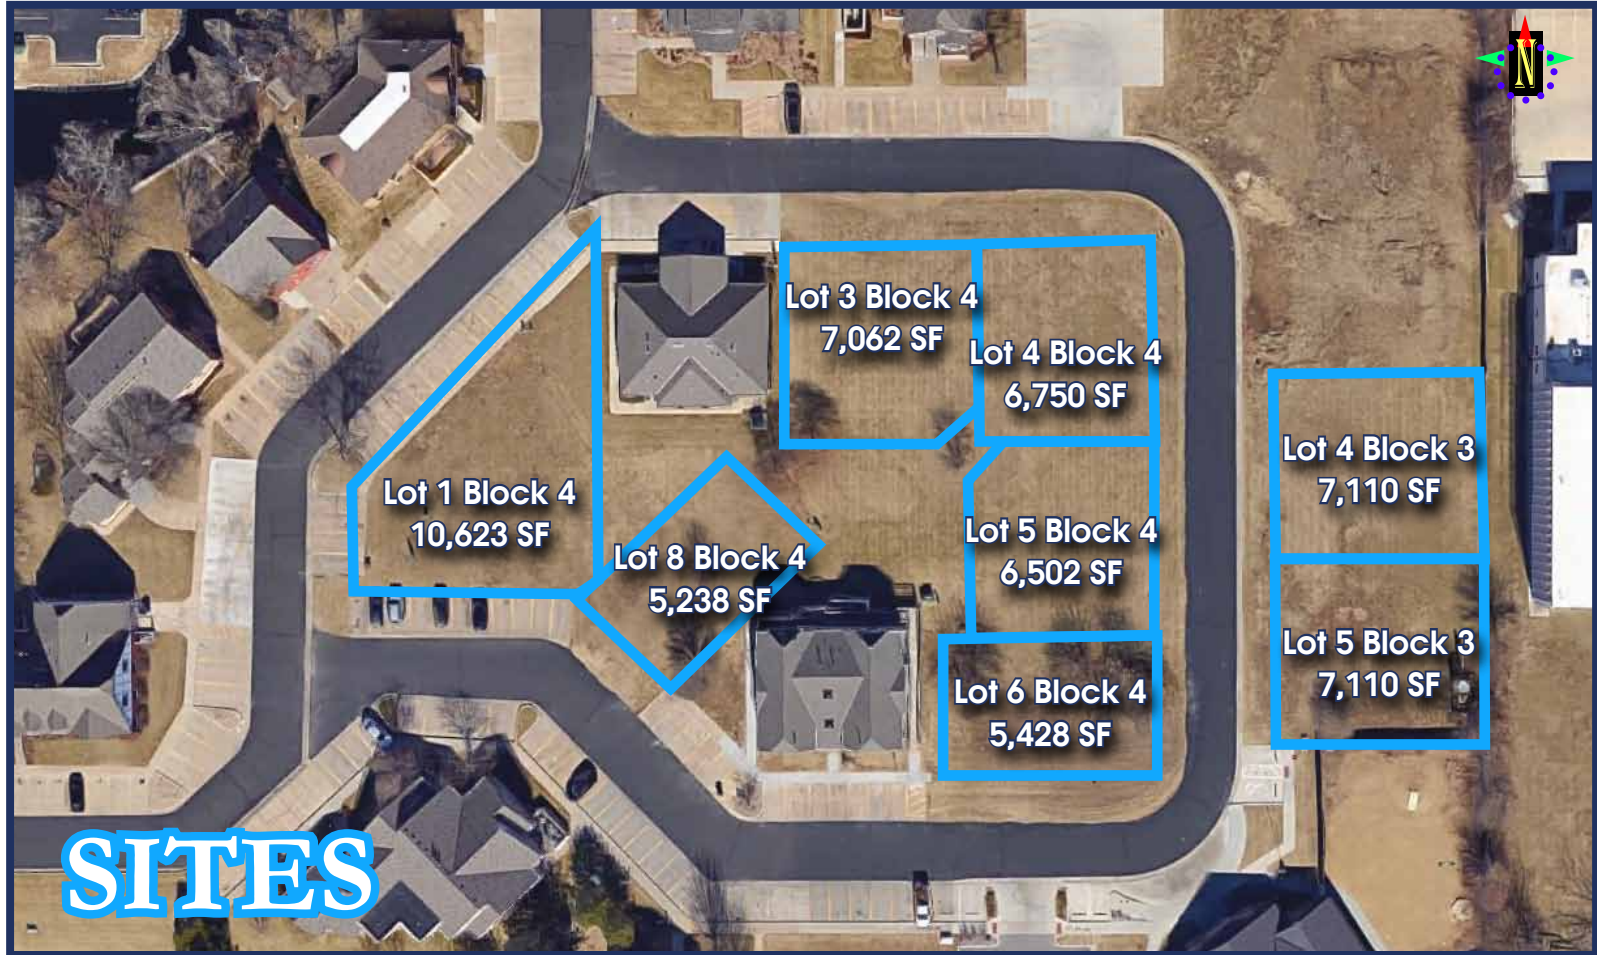 N
Lot 3 Block 4
7,062 SF
Lot 4 Block 4
6,750 SF
Lot 1 Block 4
10,623 SF
Lot 8 Block 4
5,238 SF
Lot 5 Block 4
6,502 SF
Lot 6 Block 4
5,428 SF
Lot 4 Block 3
7,110 SF
Lot 5 Block 3
7,110 SF
SITES